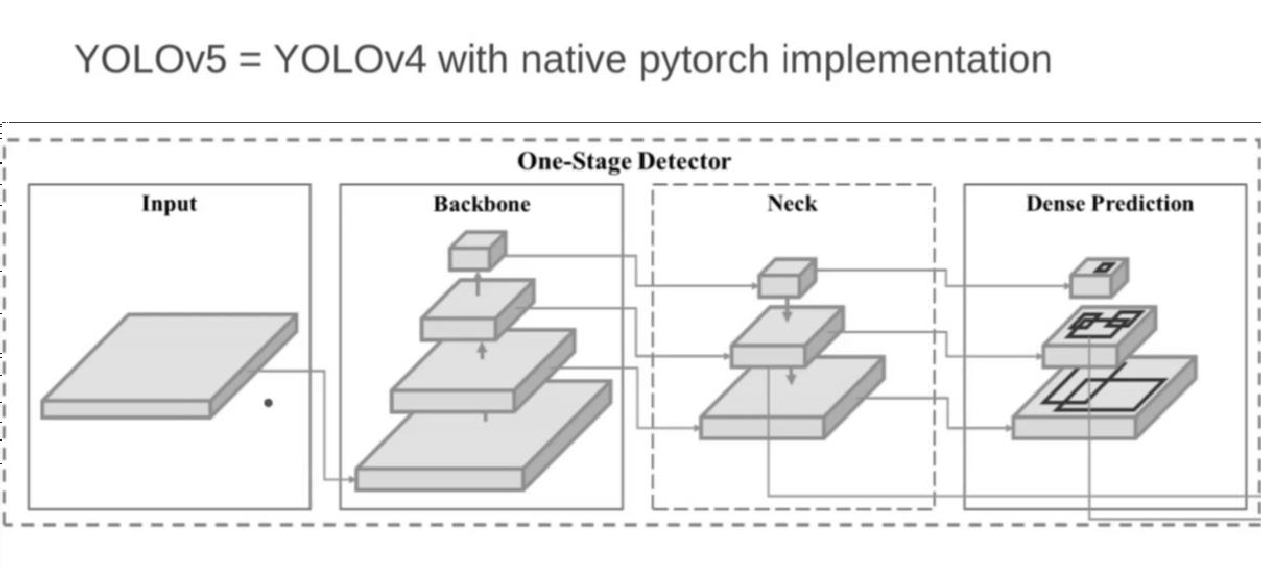 YOLOv5 = YOLOv4 with native pytorch implementation
One-Stage Detector
Input
Backbone
Neck
Dense Prediction